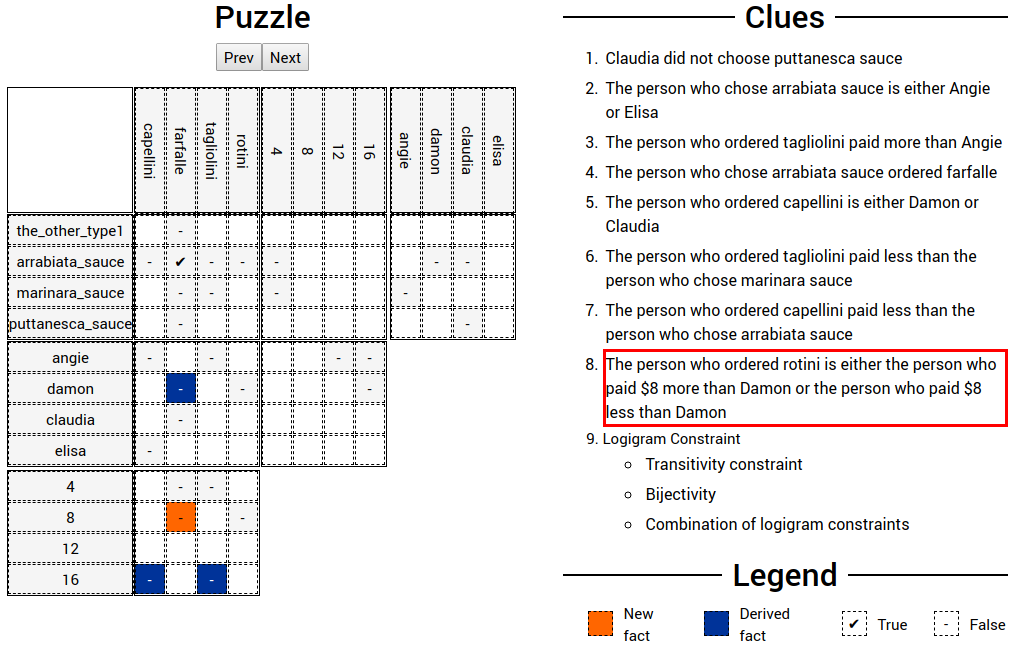 Puzzle
Prev Next
capellini farfalle tagliolini rotini 4 8 12 16 angie damon claudia elisa
the_other_type1 -
arrabiata_sauce - ✔ - - - - -
marinara_sauce - - - -
puttanesca_sauce - -
angie - - - -
damon - - -
claudia -
elisa -
4 - -
8 - -
12
16 - -
Clues
1. Claudia did not choose puttanesca sauce
2. The person who chose arrabiata sauce is either Angie
or Elisa
3. The person who ordered tagliolini paid more than Angie
4. The person who chose arrabiata sauce ordered farfalle
5. The person who ordered capellini is either Damon or
Claudia
6. The person who ordered tagliolini paid less than the
person who chose marinara sauce
7. The person who ordered capellini paid less than the
person who chose arrabiata sauce
8. The person who ordered rotini is either the person who
paid $8 more than Damon or the person who paid $8
less than Damon
9. Logigram Constraint
Transitivity constraint
Bijectivity
Combination of logigram constraints
Legend
New
fact
Derived
fact
✔ True
- False